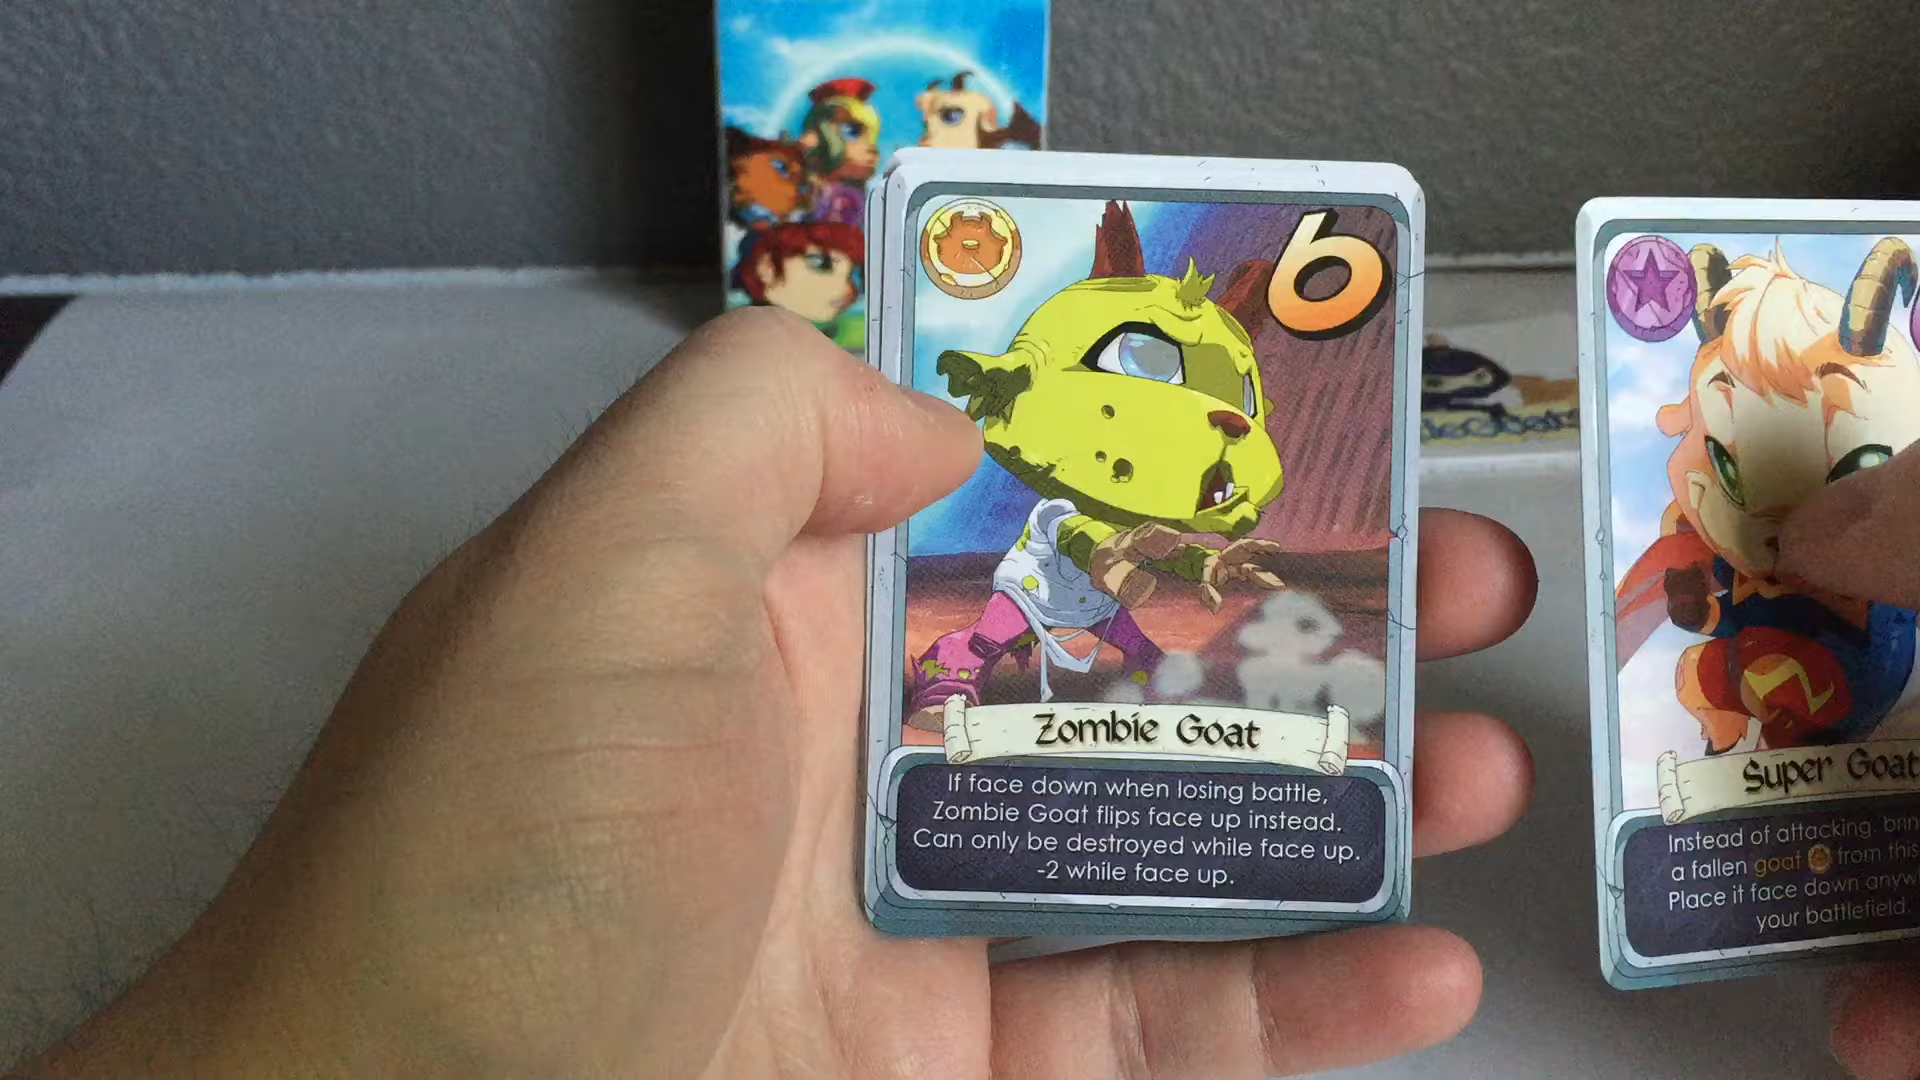 6
Zombie Goat
If face down when losing battle,
Zombie Goat flips face up instead.
Can only be destroyed while face up.
-2 while face up.
Super Goat
Instead of attacking, 
a fallen goat from this
Place it face down
your battlefield.